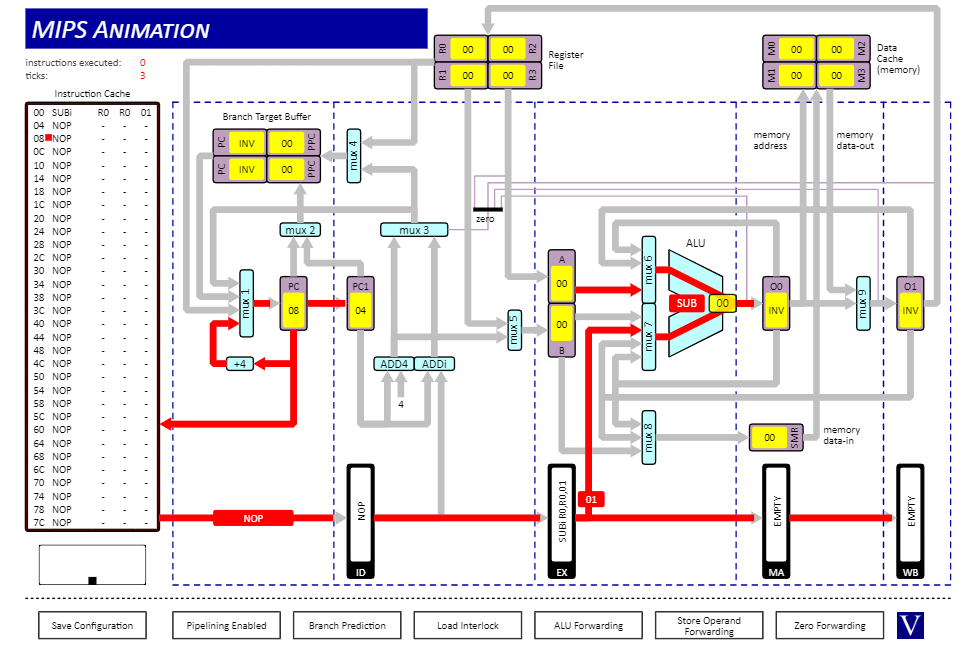 MIPS ANIMATION
instructions executed: 0
ticks: 3
Instruction Cache
00 SUBi R0 R0 01
04 NOP - - -
08 NOP - - -
0C NOP - - -
10 NOP - - -
14 NOP - - -
18 NOP - - -
1C NOP - - -
20 NOP - - -
24 NOP - - -
28 NOP - - -
2C NOP - - -
30 NOP - - -
34 NOP - - -
38 NOP - - -
3C NOP - - -
40 NOP - - -
44 NOP - - -
48 NOP - - -
4C NOP - - -
50 NOP - - -
54 NOP - - -
58 NOP - - -
5C NOP - - -
60 NOP - - -
64 NOP - - -
68 NOP - - -
6C NOP - - -
70 NOP - - -
74 NOP - - -
78 NOP - - -
7C NOP - - -
R0 00 00 R2
R1 00 00 R3
Register
File
M0 00 00 M2
M1 00 00 M3
Data
Cache
(memory)
Branch Target Buffer
PC INV 00 PPC
PC INV 00 PPC
mux 4
memory
address
memory
data-out
zero
mux 2
mux 3
mux 1
PC
08
PC1
04
+4
ADD4
ADDi
4
mux 5
A
00
00
B
mux 6
mux 7
mux 8
ALU
SUB
00
O0
INV
mux 9
O1
INV
00 SMR
memory
data-in
NOP
NOP
ID
SUBi R0,R0,01
EX
01
EMPTY
MA
EMPTY
WB
Save Configuration
Pipelining Enabled
Branch Prediction
Load Interlock
ALU Forwarding
Store Operand
Forwarding
Zero Forwarding
V